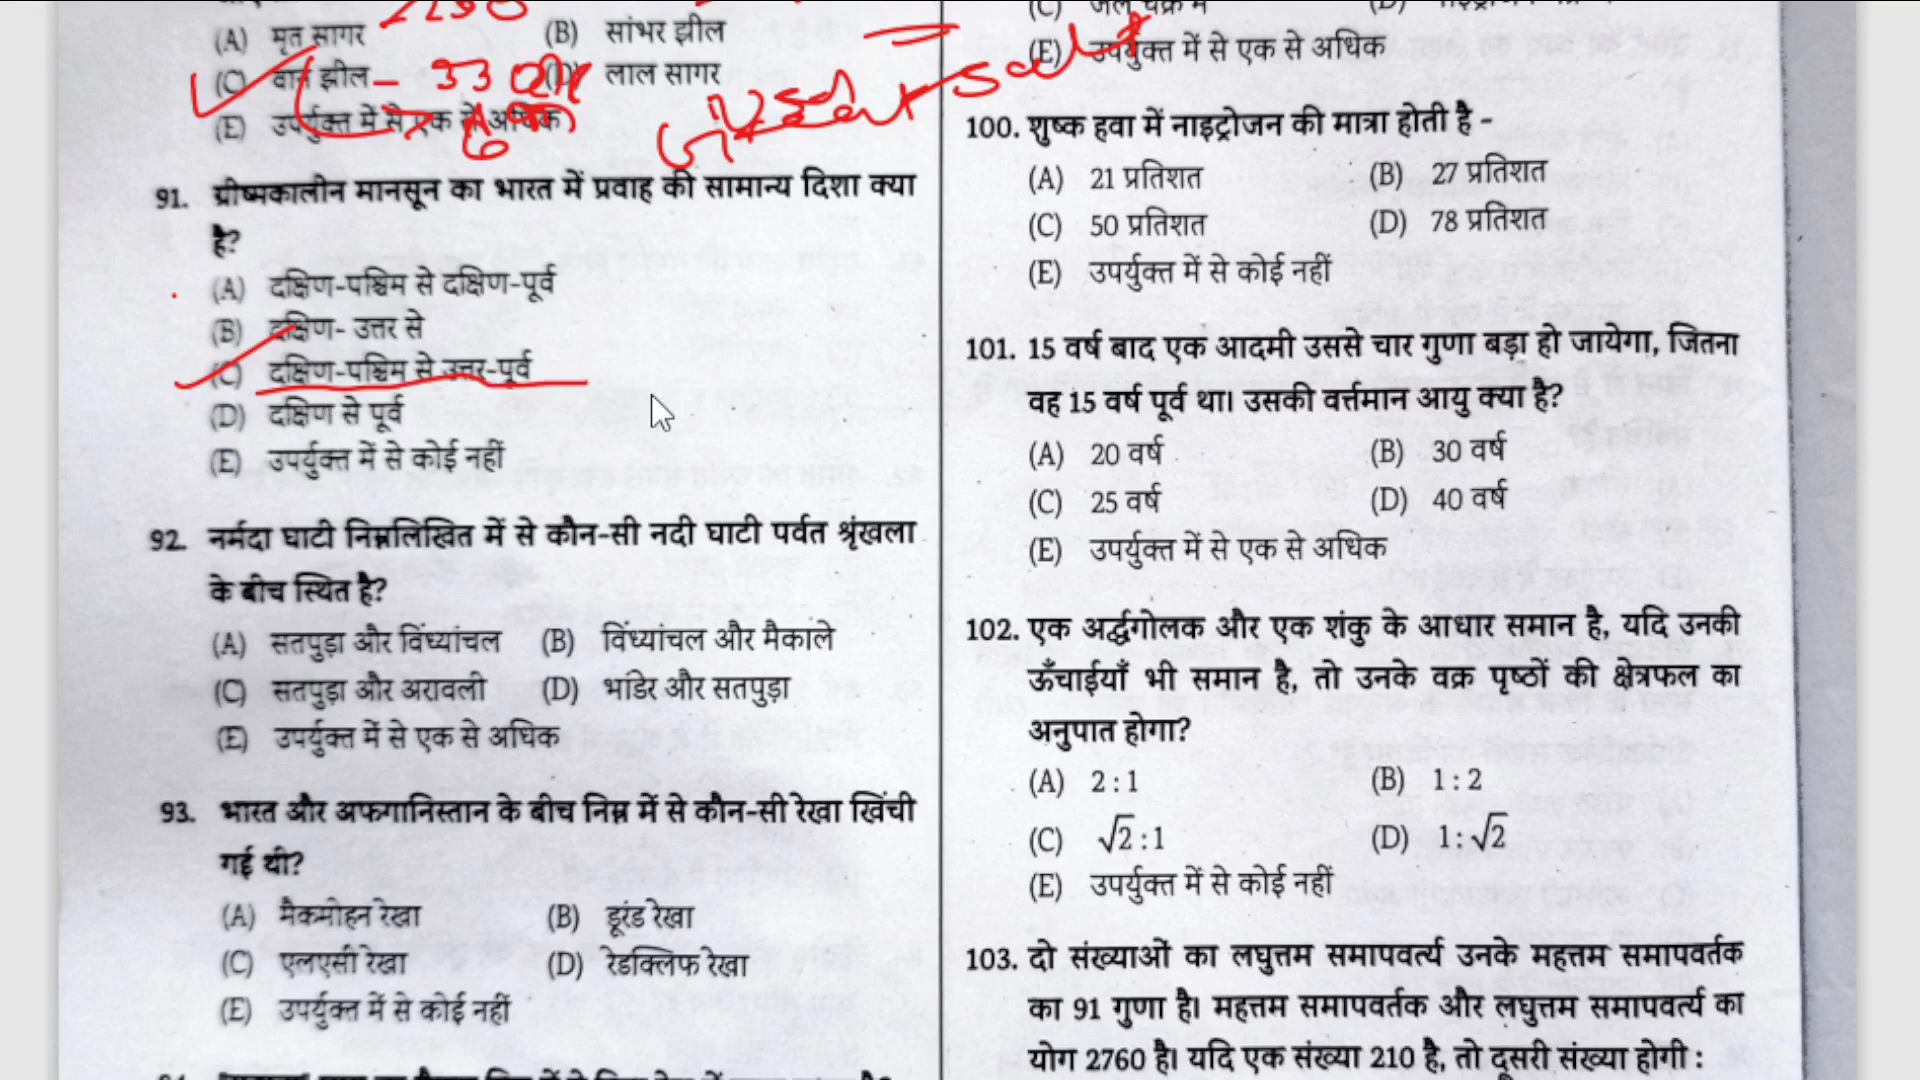 (A) मृत सागर (B) सांभर झील
(C) वान झील – 33 (D) लाल सागर
(E) उपर्युक्त में से एक से अधिक
91. ग्रीष्मकालीन मानसून का भारत में प्रवाह की सामान्य दिशा क्या
है?
(A) दक्षिण-पश्चिम से दक्षिण-पूर्व
(B) दक्षिण- उत्तर से
(C) दक्षिण-पश्चिम से उत्तर-पूर्व
(D) दक्षिण से पूर्व
(E) उपर्युक्त में से कोई नहीं
92. नर्मदा घाटी निम्नलिखित में से कौन-सी नदी घाटी पर्वत श्रृंखला
के बीच स्थित है?
(A) सतपुड़ा और विंध्यांचल (B) विंध्यांचल और मैकाले
(C) सतपुड़ा और अरावली (D) भांडेर और सतपुड़ा
(E) उपर्युक्त में से एक से अधिक
93. भारत और अफगानिस्तान के बीच निम्न में से कौन-सी रेखा खिंची
गई थी?
(A) मैकमोहन रेखा (B) डूरंड रेखा
(C) एलएसी रेखा (D) रेडक्लिफ रेखा
(E) उपर्युक्त में से कोई नहीं
(C) जल चक्र में
(E) उपर्युक्त में से एक से अधिक
100. शुष्क हवा में नाइट्रोजन की मात्रा होती है -
(A) 21 प्रतिशत (B) 27 प्रतिशत
(C) 50 प्रतिशत (D) 78 प्रतिशत
(E) उपर्युक्त में से कोई नहीं
101. 15 वर्ष बाद एक आदमी उससे चार गुणा बड़ा हो जायेगा, जितना
वह 15 वर्ष पूर्व था। उसकी वर्त्तमान आयु क्या है?
(A) 20 वर्ष (B) 30 वर्ष
(C) 25 वर्ष (D) 40 वर्ष
(E) उपर्युक्त में से एक से अधिक
102. एक अर्द्धगोलक और एक शंकु के आधार समान है, यदि उनकी
ऊँचाईयाँ भी समान है, तो उनके वक्र पृष्ठों की क्षेत्रफल का
अनुपात होगा?
(A) 2 : 1 (B) 1 : 2
(C) √2 : 1 (D) 1 : √2
(E) उपर्युक्त में से कोई नहीं
103. दो संख्याओं का लघुत्तम समापवर्त्य उनके महत्तम समापवर्तक
का 91 गुणा है। महत्तम समापवर्तक और लघुत्तम समापवर्त्य का
योग 2760 है। यदि एक संख्या 210 है, तो दूसरी संख्या होगी :